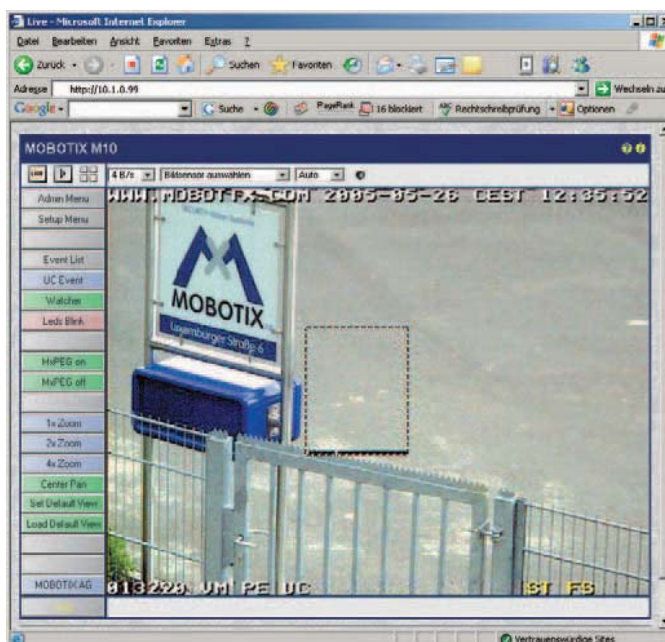 Live - Microsoft Internet Explorer
Datei Bearbeiten Ansicht Favoriten Extras ?
Zurück Suchen Favoriten
Adresse http://10.1.0.99 Wechseln zu
Google Suche PageRank 16 blockiert Rechtschreibprüfung Optionen
MOBOTIX M10
LIVE 4 B/s Bildsensor auswahlen Auto
Admin Menu
Setup Menu
Event List
UC Event
Watcher
Leds Blink
MxPEG on
MxPEG off
1x Zoom
2x Zoom
4x Zoom
Center Pan
Set Default View
Load Default View
MOBOTIX AG
WWW.MOBOTIX.COM 2005-05-26 CEST 12:35:52
MOBOTIX
Luxemburger Straße 6
013220 VM PE UC
ST FS
Vertrauenswürdige Sites